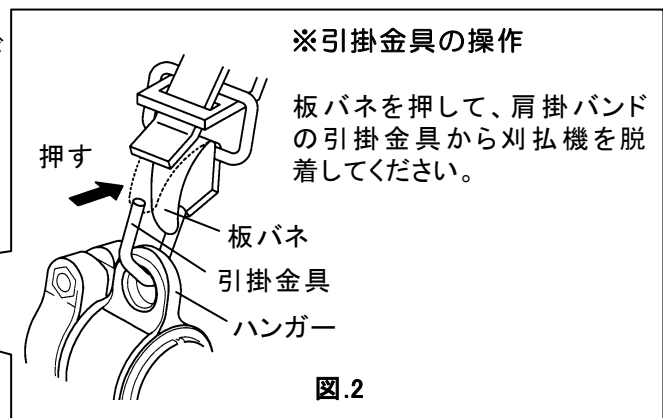 ※引掛金具の操作
板バネを押して、肩掛バンド
の引掛金具から刈払機を脱
着してください。
押す
板バネ
引掛金具
ハンガー
図.2